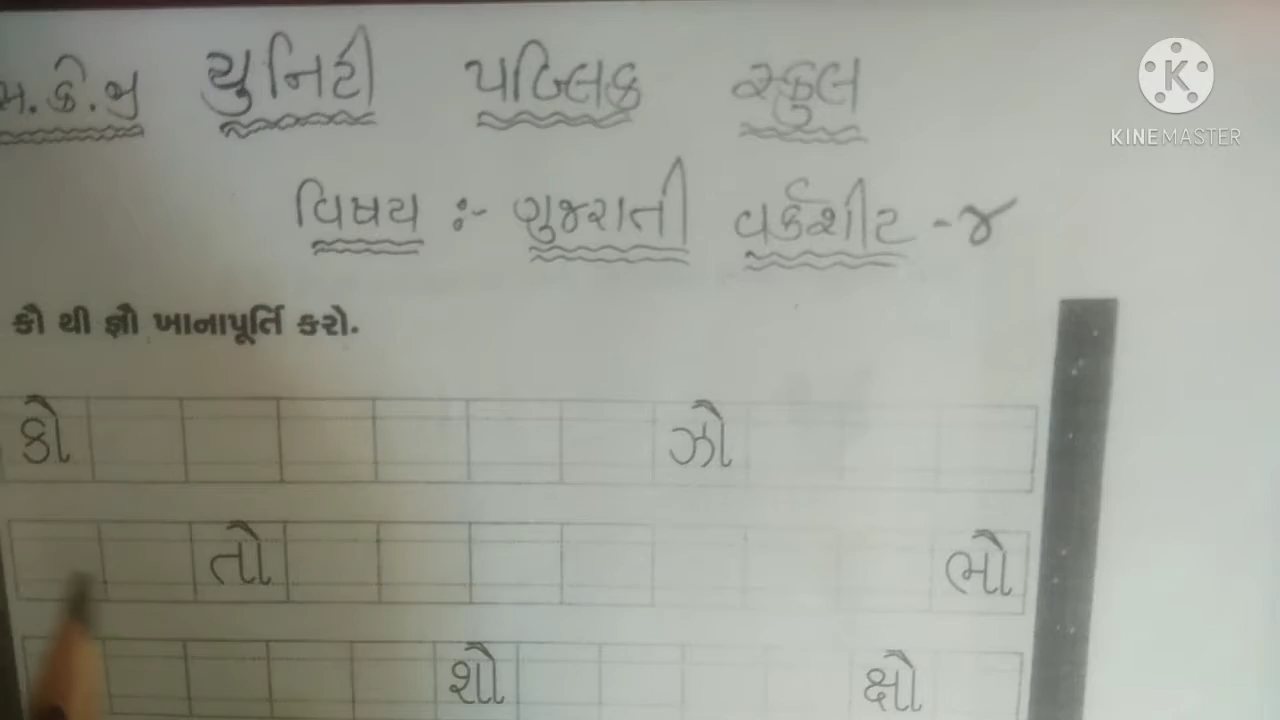 સ.કે.જી યુનિટી પબ્લિક સ્કુલ
વિષય :- ગુજરાતી વર્કશીટ -૪
કૌ થી જ્ઞૌ ખાનાપૂર્તિ કરો.
કૌ ઝૌ
તૌ ભૌ
શૌ ક્ષૌ
KINEMASTER